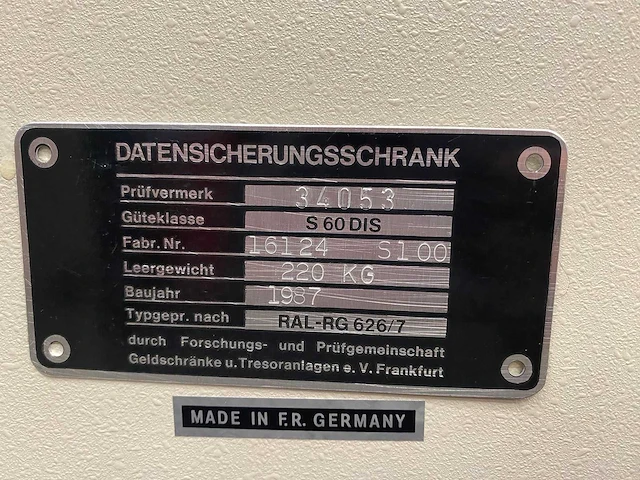 DATENSICHERUNGSSCHRANK
Prüfvermerk 34053
Güteklasse S 60 DIS
Fabr. Nr. 16124 S100
Leergewicht 220 KG
Baujahr 1987
Typgepr. nach RAL-RG 626/7
durch Forschungs- und Prüfgemeinschaft
Geldschränke u. Tresoranlagen e. V. Frankfurt
MADE IN F.R. GERMANY